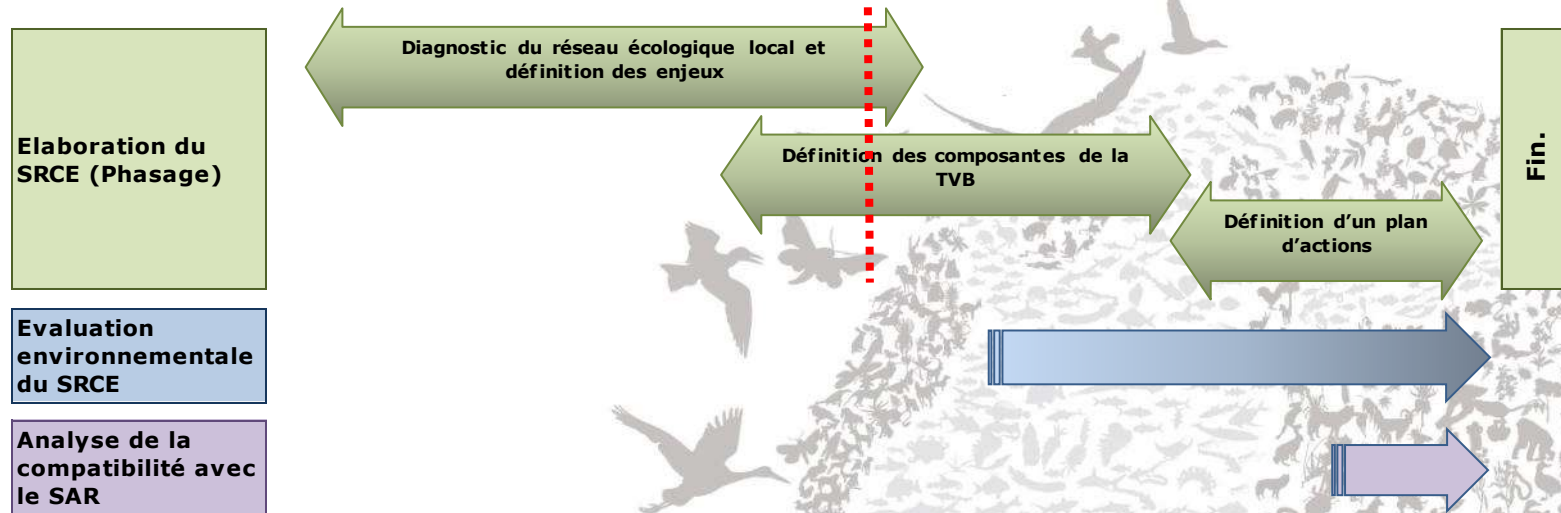 Diagnostic du réseau écologique local et
définition des enjeux
Elaboration du
SRCE (Phasage)
Définition des composantes de la
TVB
Définition d'un plan
d'actions
Fin.
Evaluation
environnementale
du SRCE
Analyse de la
compatibilité avec
le SAR